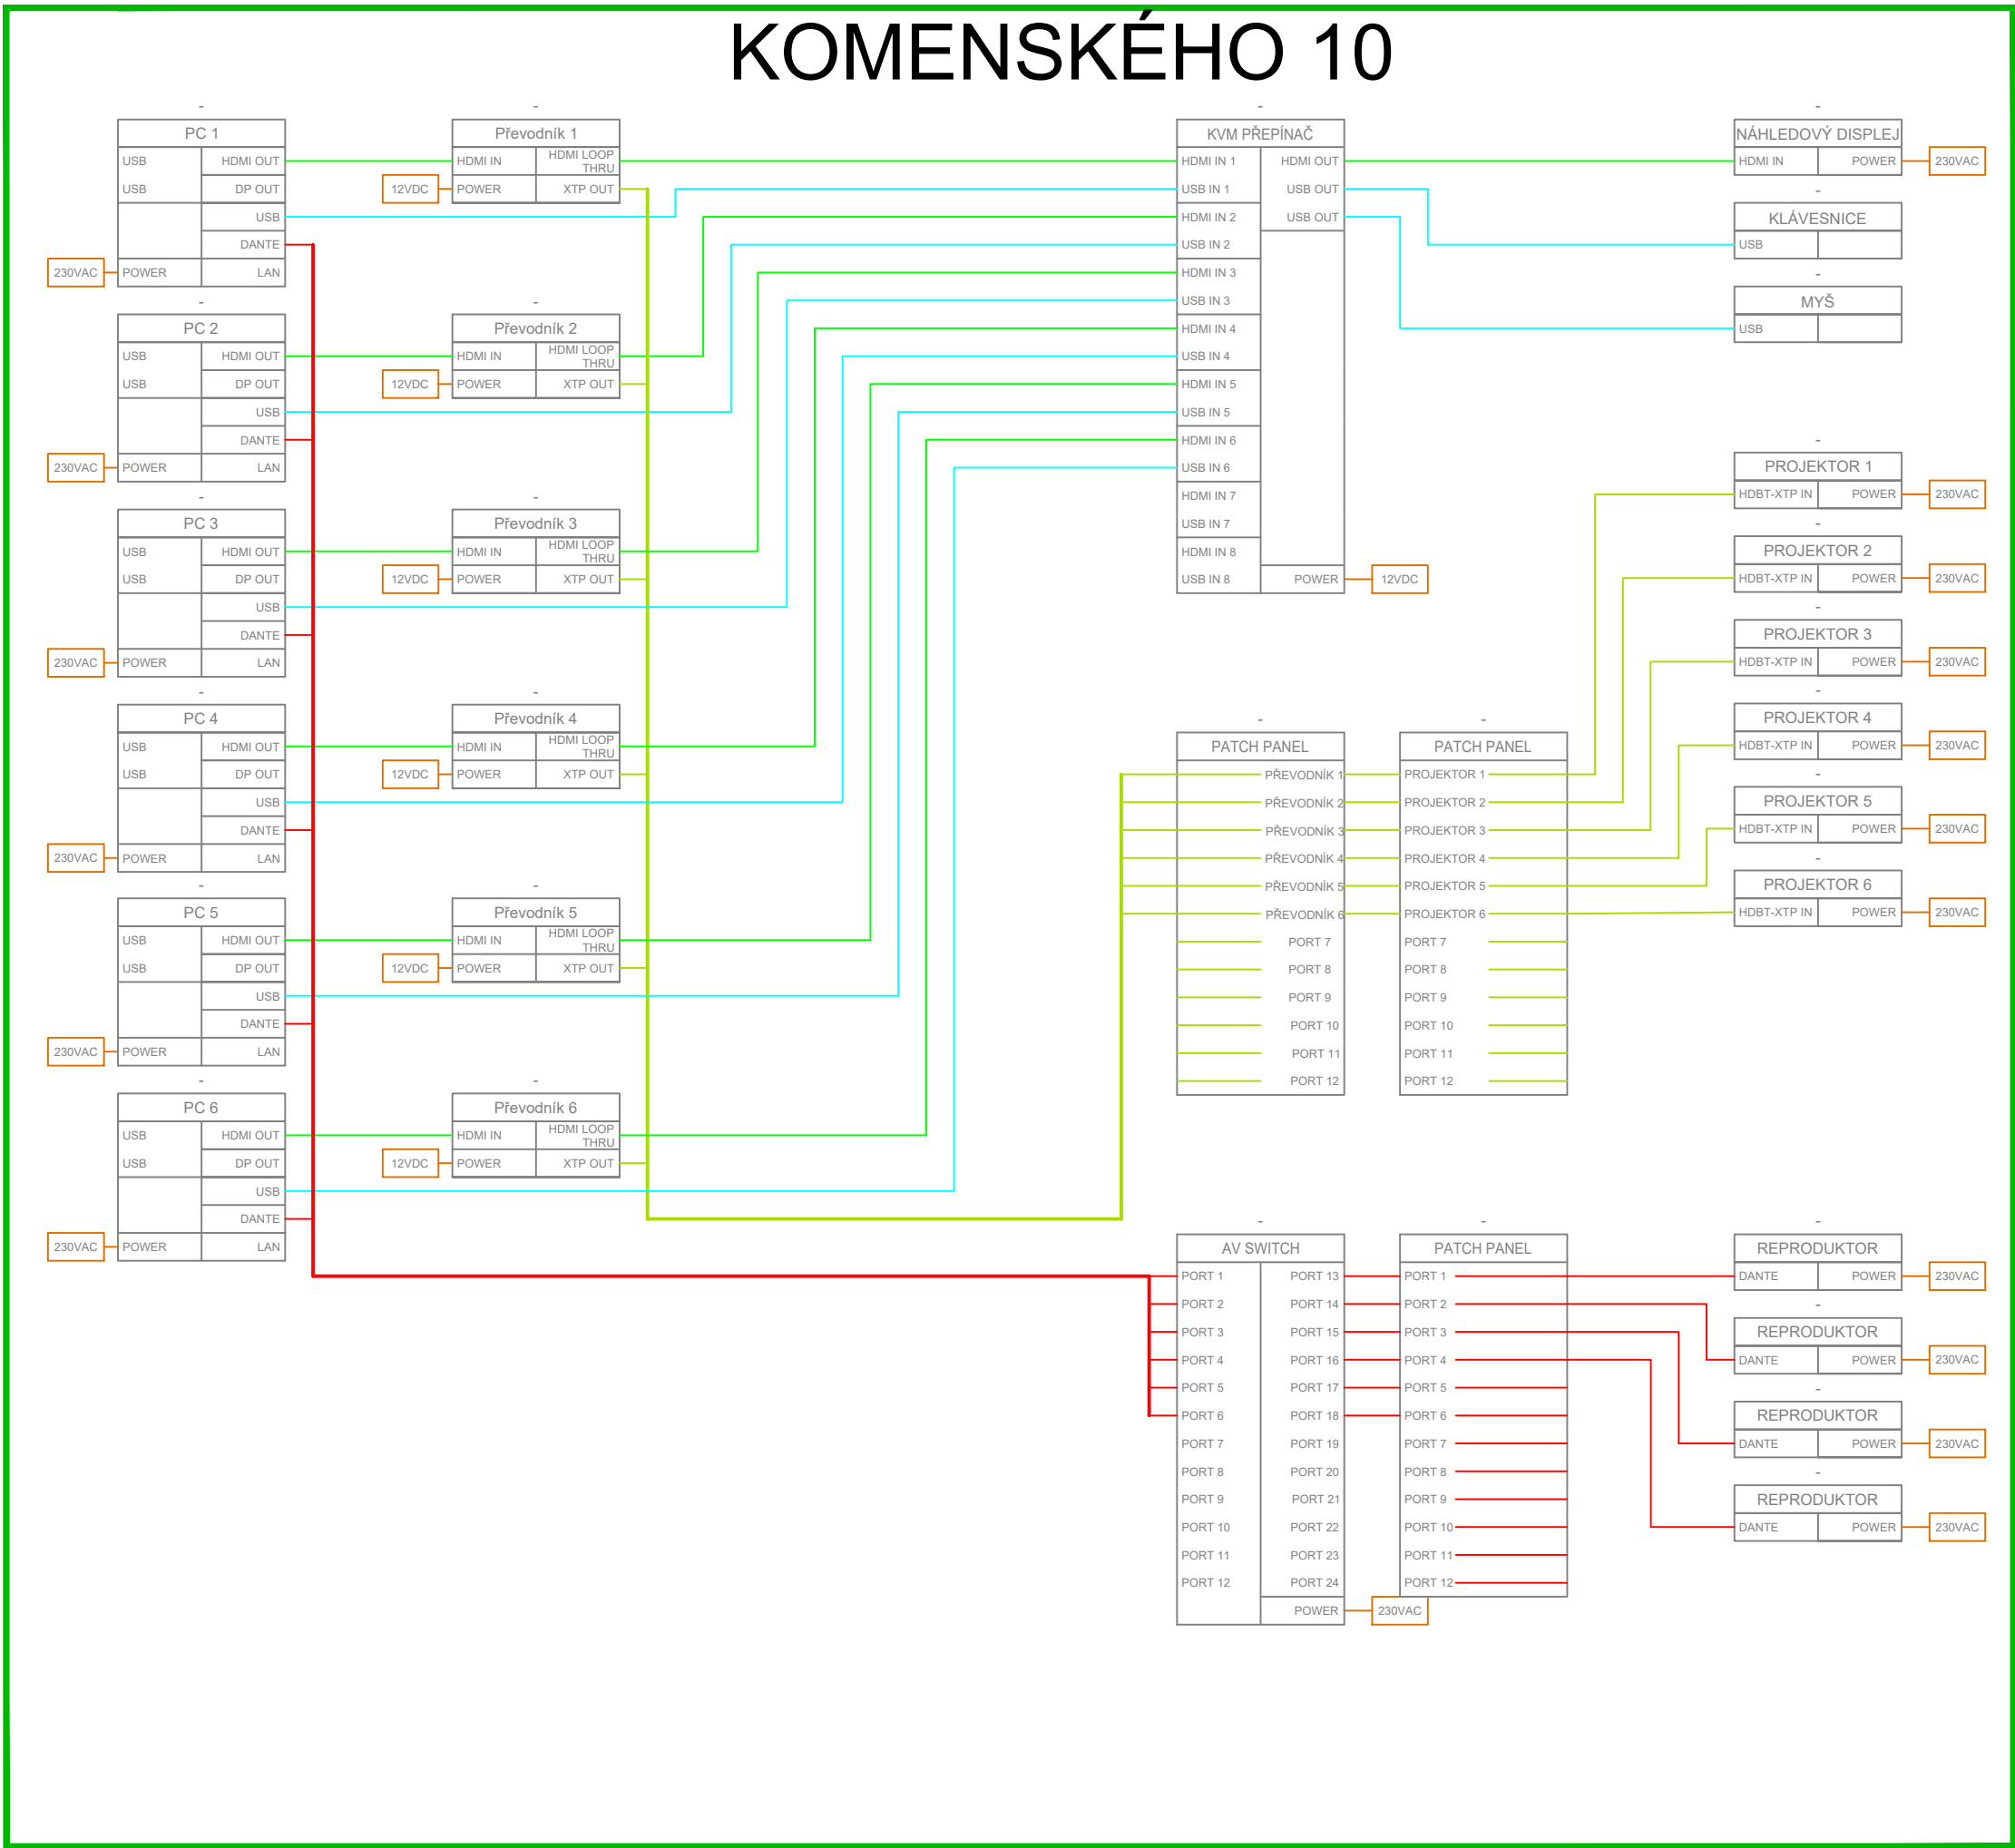 KOMENSKÉHO 10
-
PC 1
USB HDMI OUT
USB DP OUT
USB
DANTE
230VAC POWER LAN
-
PC 2
USB HDMI OUT
USB DP OUT
USB
DANTE
230VAC POWER LAN
-
PC 3
USB HDMI OUT
USB DP OUT
USB
DANTE
230VAC POWER LAN
-
PC 4
USB HDMI OUT
USB DP OUT
USB
DANTE
230VAC POWER LAN
-
PC 5
USB HDMI OUT
USB DP OUT
USB
DANTE
230VAC POWER LAN
-
PC 6
USB HDMI OUT
USB DP OUT
USB
DANTE
230VAC POWER LAN
-
Převodník 1
HDMI IN HDMI LOOP
THRU
12VDC POWER XTP OUT
-
Převodník 2
HDMI IN HDMI LOOP
THRU
12VDC POWER XTP OUT
-
Převodník 3
HDMI IN HDMI LOOP
THRU
12VDC POWER XTP OUT
-
Převodník 4
HDMI IN HDMI LOOP
THRU
12VDC POWER XTP OUT
-
Převodník 5
HDMI IN HDMI LOOP
THRU
12VDC POWER XTP OUT
-
Převodník 6
HDMI IN HDMI LOOP
THRU
12VDC POWER XTP OUT
-
KVM PŘEPÍNAČ
HDMI IN 1 HDMI OUT
USB IN 1 USB OUT
HDMI IN 2 USB OUT
USB IN 2
HDMI IN 3
USB IN 3
HDMI IN 4
USB IN 4
HDMI IN 5
USB IN 5
HDMI IN 6
USB IN 6
HDMI IN 7
USB IN 7
HDMI IN 8
USB IN 8 POWER 12VDC
-
PATCH PANEL
PŘEVODNÍK 1
PŘEVODNÍK 2
PŘEVODNÍK 3
PŘEVODNÍK 4
PŘEVODNÍK 5
PŘEVODNÍK 6
PORT 7
PORT 8
PORT 9
PORT 10
PORT 11
PORT 12
-
PATCH PANEL
PROJEKTOR 1
PROJEKTOR 2
PROJEKTOR 3
PROJEKTOR 4
PROJEKTOR 5
PROJEKTOR 6
PORT 7
PORT 8
PORT 9
PORT 10
PORT 11
PORT 12
-
AV SWITCH
PORT 1 PORT 13
PORT 2 PORT 14
PORT 3 PORT 15
PORT 4 PORT 16
PORT 5 PORT 17
PORT 6 PORT 18
PORT 7 PORT 19
PORT 8 PORT 20
PORT 9 PORT 21
PORT 10 PORT 22
PORT 11 PORT 23
PORT 12 PORT 24
POWER 230VAC
-
PATCH PANEL
PORT 1
PORT 2
PORT 3
PORT 4
PORT 5
PORT 6
PORT 7
PORT 8
PORT 9
PORT 10
PORT 11
PORT 12
-
NÁHLEDOVÝ DISPLEJ
HDMI IN POWER 230VAC
-
KLÁVESNICE
USB
-
MYŠ
USB
-
PROJEKTOR 1
HDBT-XTP IN POWER 230VAC
-
PROJEKTOR 2
HDBT-XTP IN POWER 230VAC
-
PROJEKTOR 3
HDBT-XTP IN POWER 230VAC
-
PROJEKTOR 4
HDBT-XTP IN POWER 230VAC
-
PROJEKTOR 5
HDBT-XTP IN POWER 230VAC
-
PROJEKTOR 6
HDBT-XTP IN POWER 230VAC
-
REPRODUKTOR
DANTE POWER 230VAC
-
REPRODUKTOR
DANTE POWER 230VAC
-
REPRODUKTOR
DANTE POWER 230VAC
-
REPRODUKTOR
DANTE POWER 230VAC